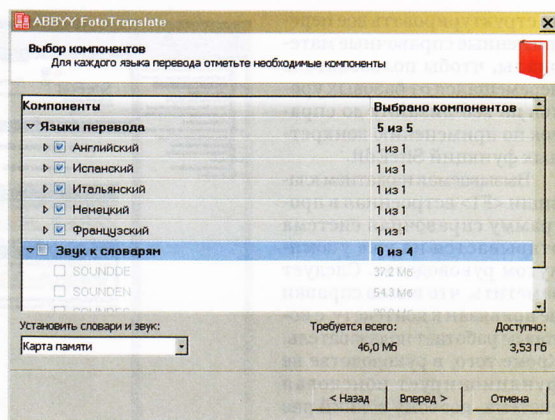 ABBYY FotoTranslate
Выбор компонентов
Для каждого языка перевода отметьте необходимые компоненты
Компоненты Выбрано компонентов
Языки перевода 5 из 5
Английский 1 из 1
Испанский 1 из 1
Итальянский 1 из 1
Немецкий 1 из 1
Французский 1 из 1
Звук к словарям 0 из 4
SOUNDDE 37,2 Мб
SOUNDEN 54,3 Мб
Установить словари и звук: Требуется всего: Доступно:
Карта памяти 46,0 Мб 3,53 Гб
< Назад Вперед > Отмена